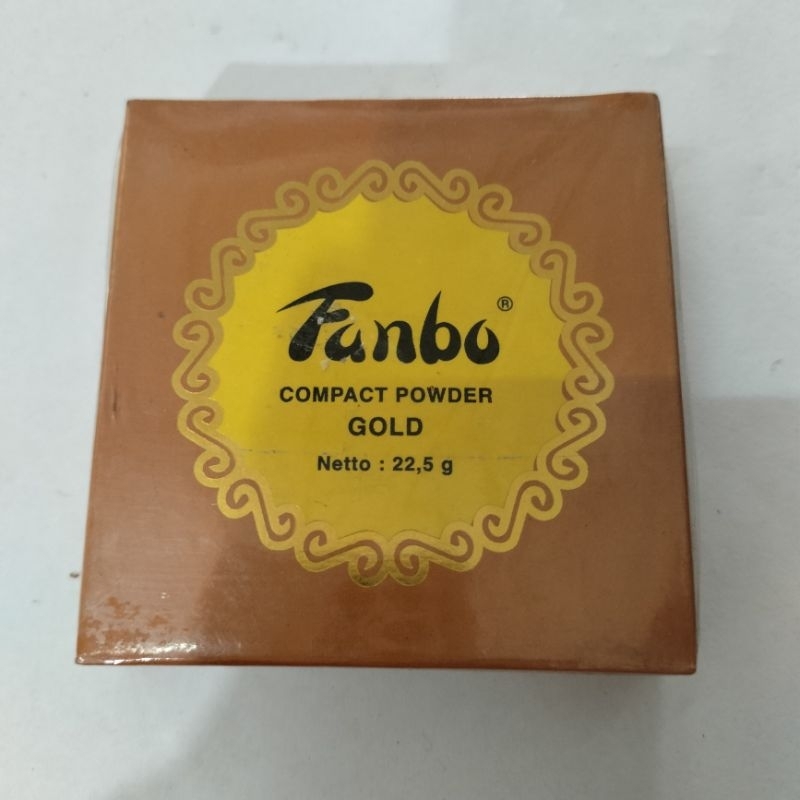 Fanbo®
COMPACT POWDER
GOLD
Netto : 22,5 g